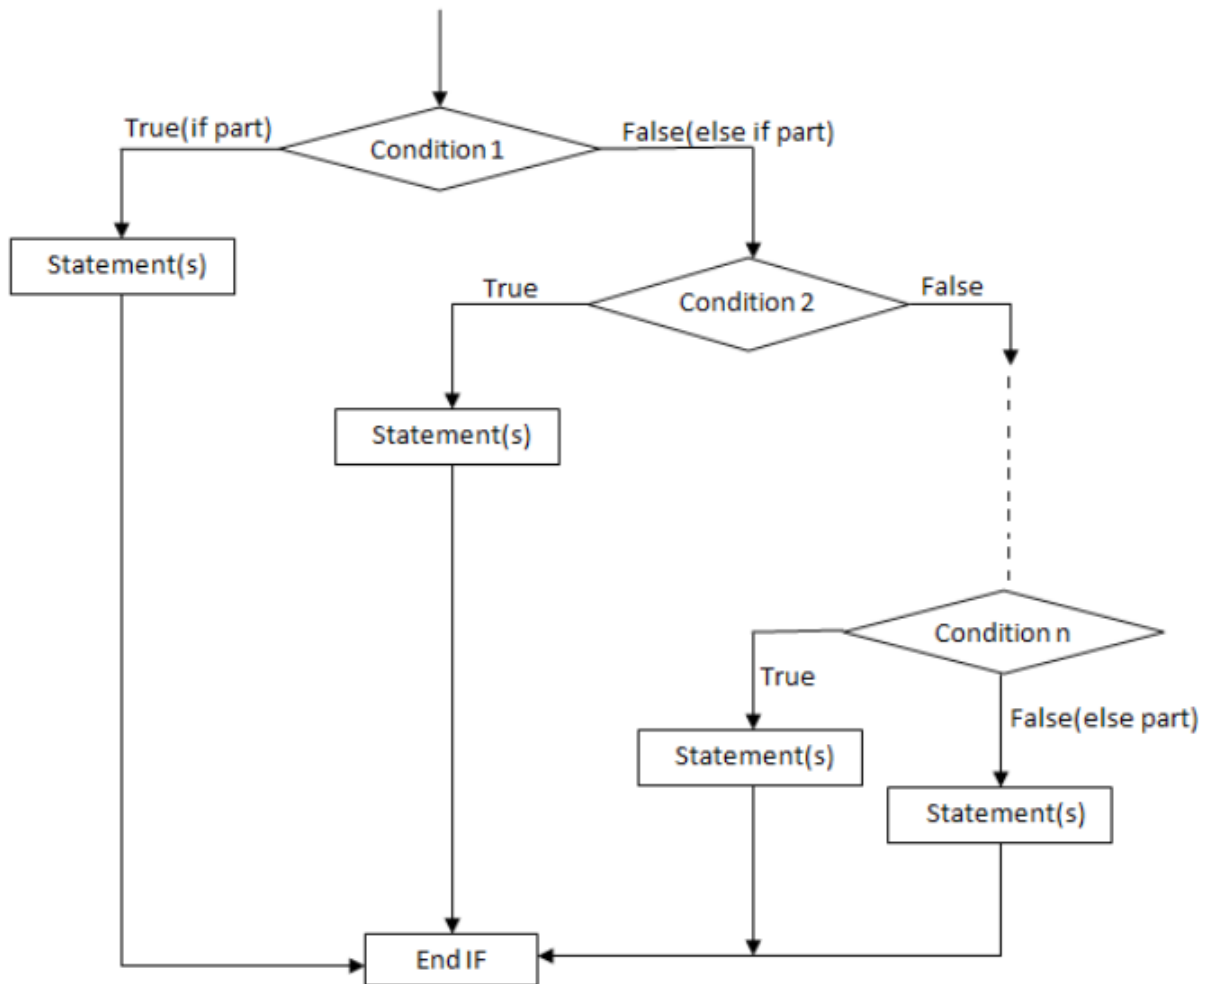 True(if part)
Condition 1
False(else if part)
Statement(s)
True
Condition 2
False
Statement(s)
Condition n
True
False(else part)
Statement(s)
Statement(s)
End IF